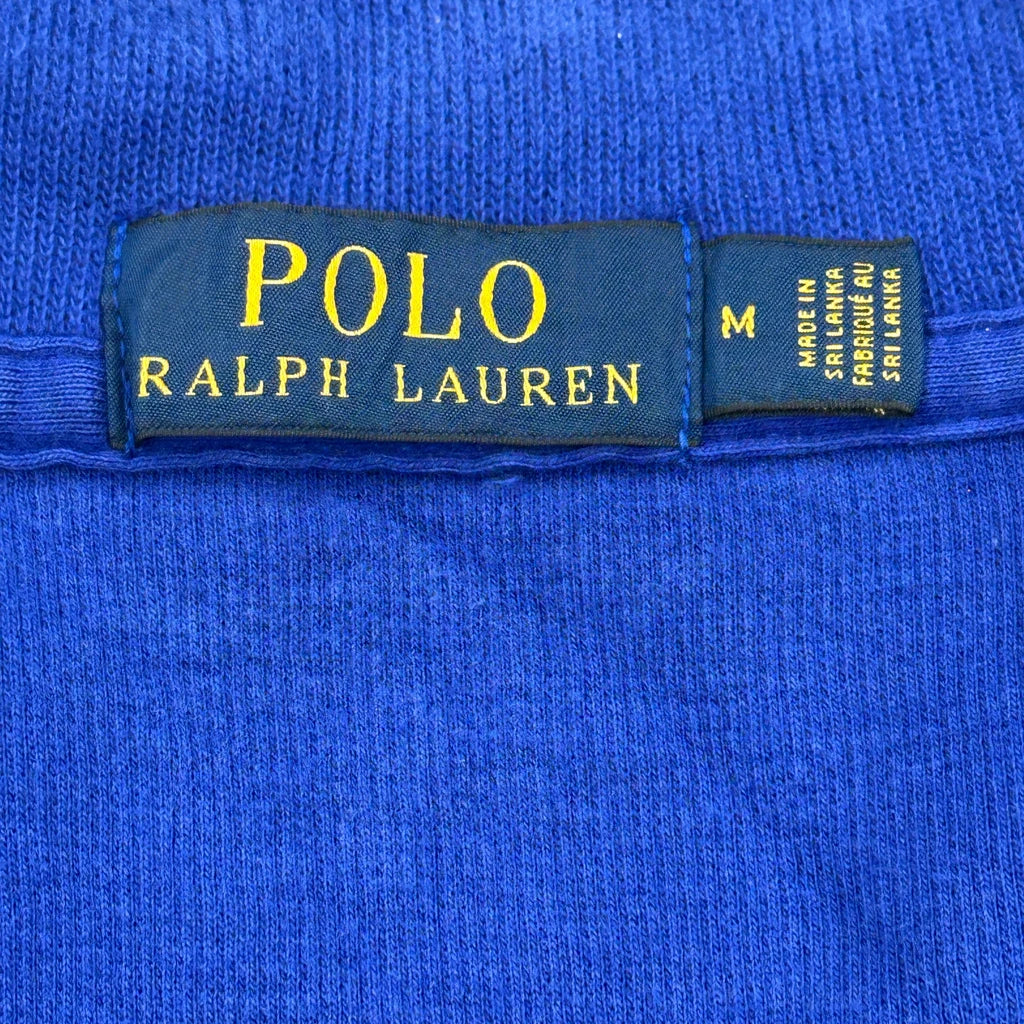 POLO
RALPH LAUREN
M
MADE IN
SRI LANKA
FABRIQUÉ AU
SRI LANKA